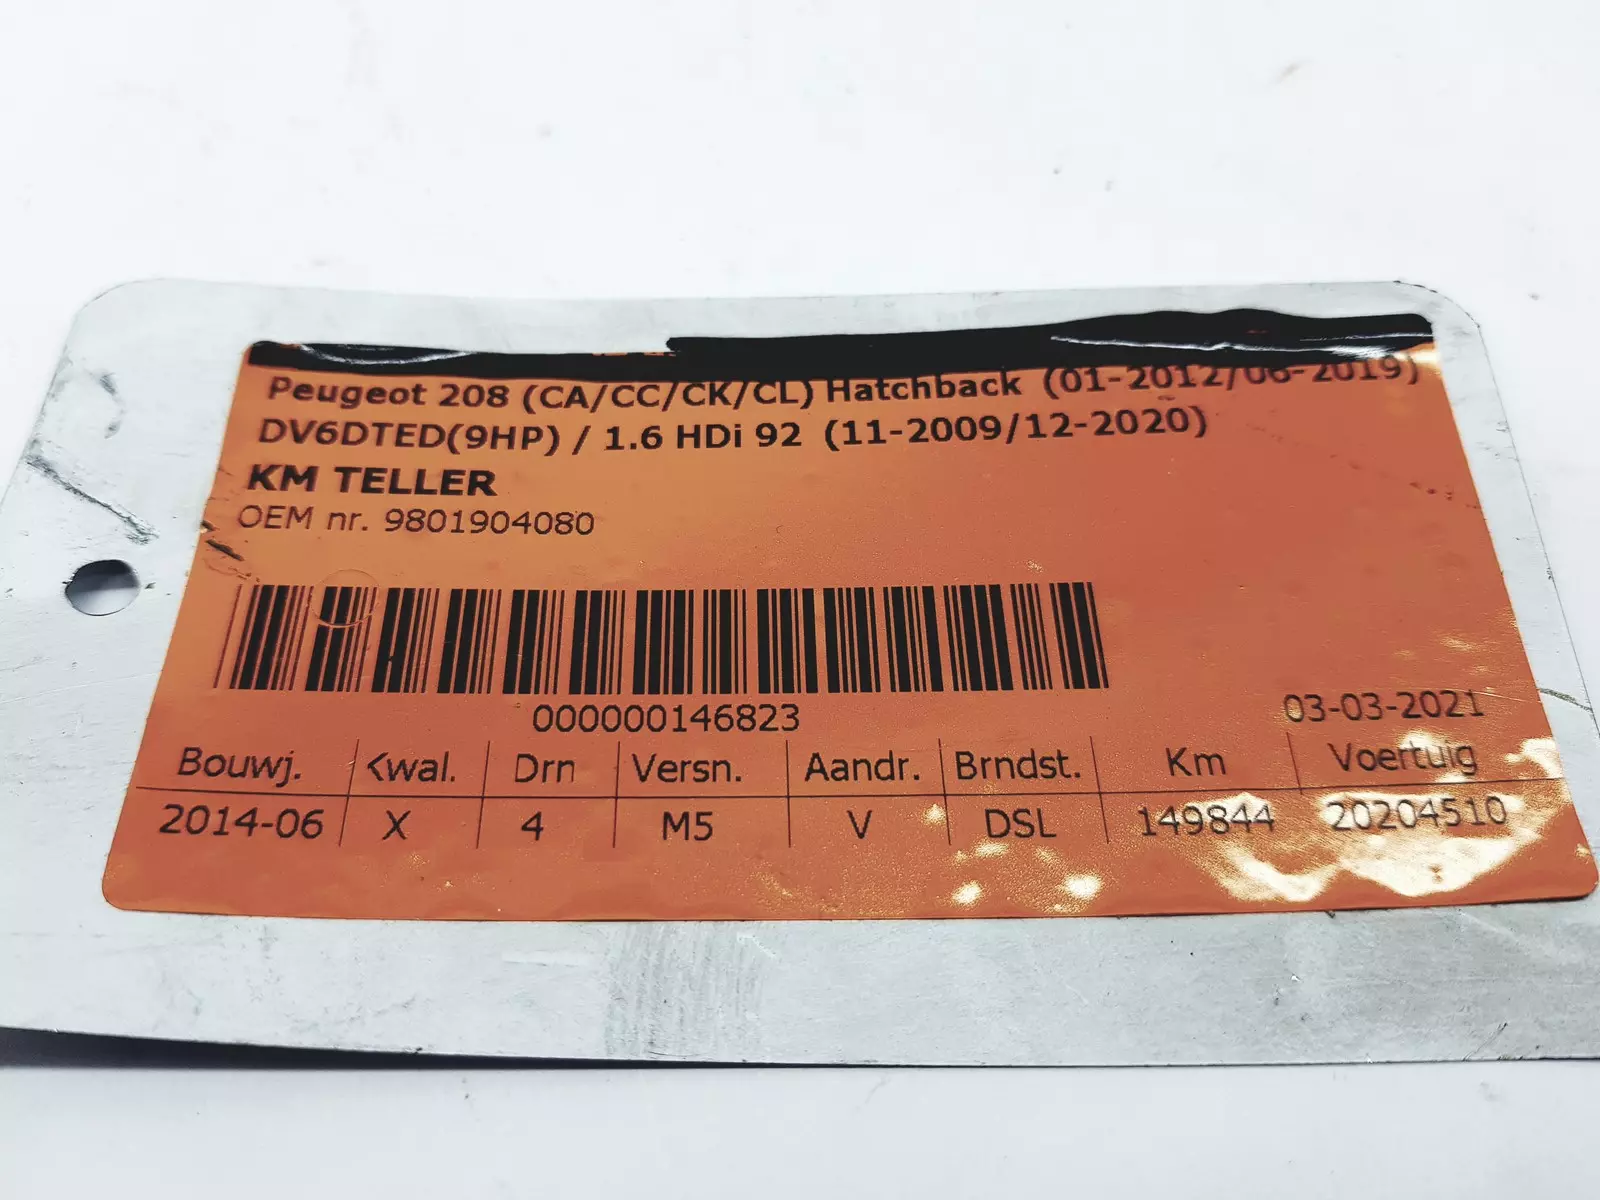 Peugeot 208 (CA/CC/CK/CL) Hatchback (01-2012/06-2019)
DV6DTED(9HP) / 1.6 HDi 92 (11-2009/12-2020)
KM TELLER
OEM nr. 9801904080
000000146823
03-03-2021
Bouwj. Kwal. Drn Versn. Aandr. Brndst. Km Voertuig
2014-06 X 4 M5 V DSL 149844 20204510